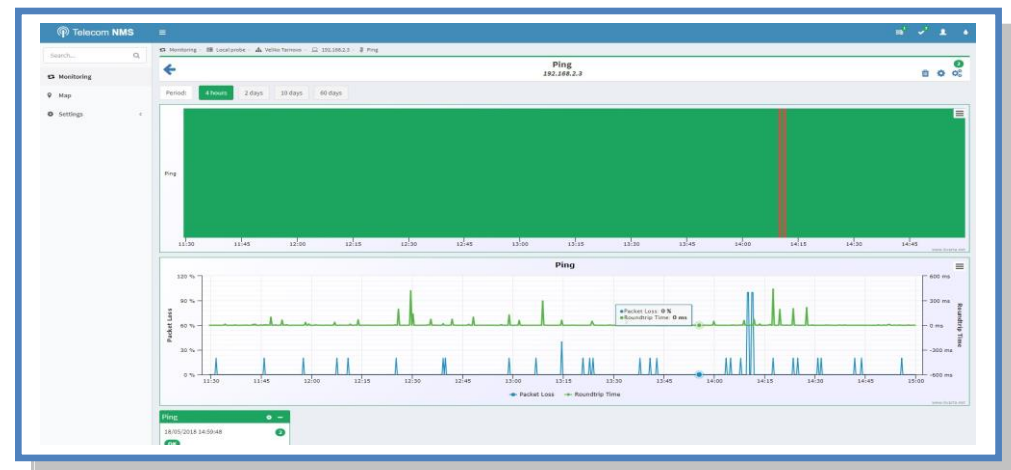 Telecom NMS
Search...
Monitoring
Map
Settings
Monitoring - Local probe - Veliko Tarnovo - 192.168.2.3 - Ping
Ping
192.168.2.3
2
Period: 4 hours 2 days 10 days 60 days
Ping
11:30 11:45 12:00 12:15 12:30 12:45 13:00 13:15 13:30 13:45 14:00 14:15 14:30 14:45
Ping
120 %
90 %
60 %
30 %
0 %
Packet Loss
600 ms
300 ms
0 ms
-300 ms
-600 ms
Roundtrip Time
Packet Loss: 0 %
Roundtrip Time: 0 ms
11:30 11:45 12:00 12:15 12:30 12:45 13:00 13:15 13:30 13:45 14:00 14:15 14:30 14:45 15:00
Packet Loss Roundtrip Time
Ping
18/05/2018 14:59:48
2
OK